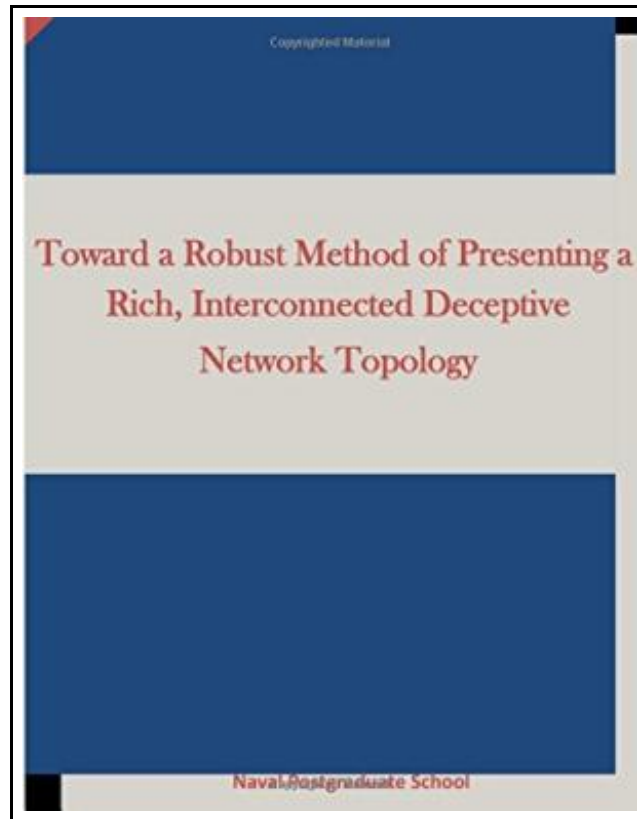 Copyrighted Material
Toward a Robust Method of Presenting a
Rich, Interconnected Deceptive
Network Topology
Naval Postgraduate School